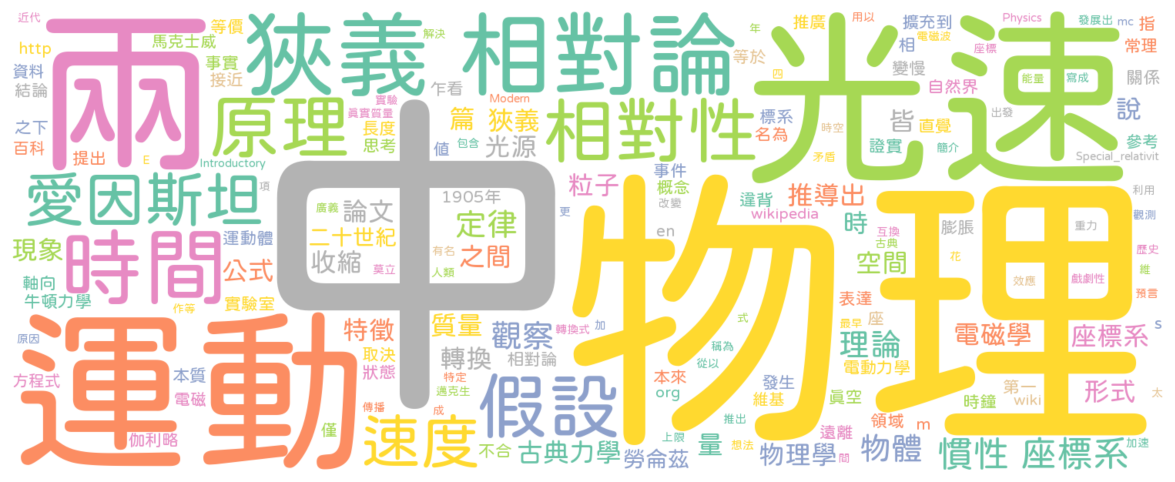 近代
兩
狹義 相對論
光速
物理
中
運動
http
馬克士威
等價
事實
接近
資料
結論
之下
百科
提出
E
Introductory
原理
實驗
真實質量
長度
思考
解決
乍看
Modern
篇
狹義
值
包含
光源
相對性
等於
推廣
年
用以
電磁波
擴充到
相
變慢
座標
四
標系
名為
時空
矛盾
皆
直覺
證實
自然界
能量
出發
簡介
Physics
發展出
mc
指
常理
寫成
關係
說
參考
Special_relativit
愛因斯坦
時間
現象
運動體
公式
軸向
牛頓力學
作等
實驗室
項
廣義
論文
二十世紀
收縮
莫立
1905年
定律
有名
之間
人類
更
粒子
事件
概念
改變
en
違背
wikipedia
推導出
時
互換
古典
空間
膨脹
花
重力
效應
戲劇性
利用
觀測
歷史
誰
預言
s
原因
方程式
本質
電磁
伽利略
傳播
僅
特徵
取決
狀態
質量
轉換
特定
邁克生
成
觀察
相對論
轉換式
加
速度
假設
不合
古典力學
勞侖茲
上限
量
推出
想法
問
本來
org
從以
稱為
式
發生
維基
最早
表達
座
理論
電動力學
真空
遠離
領域
m
物理學
物體
電磁學
第一
wiki
時鐘
座標系
形式
太
慣性 座標系
加速